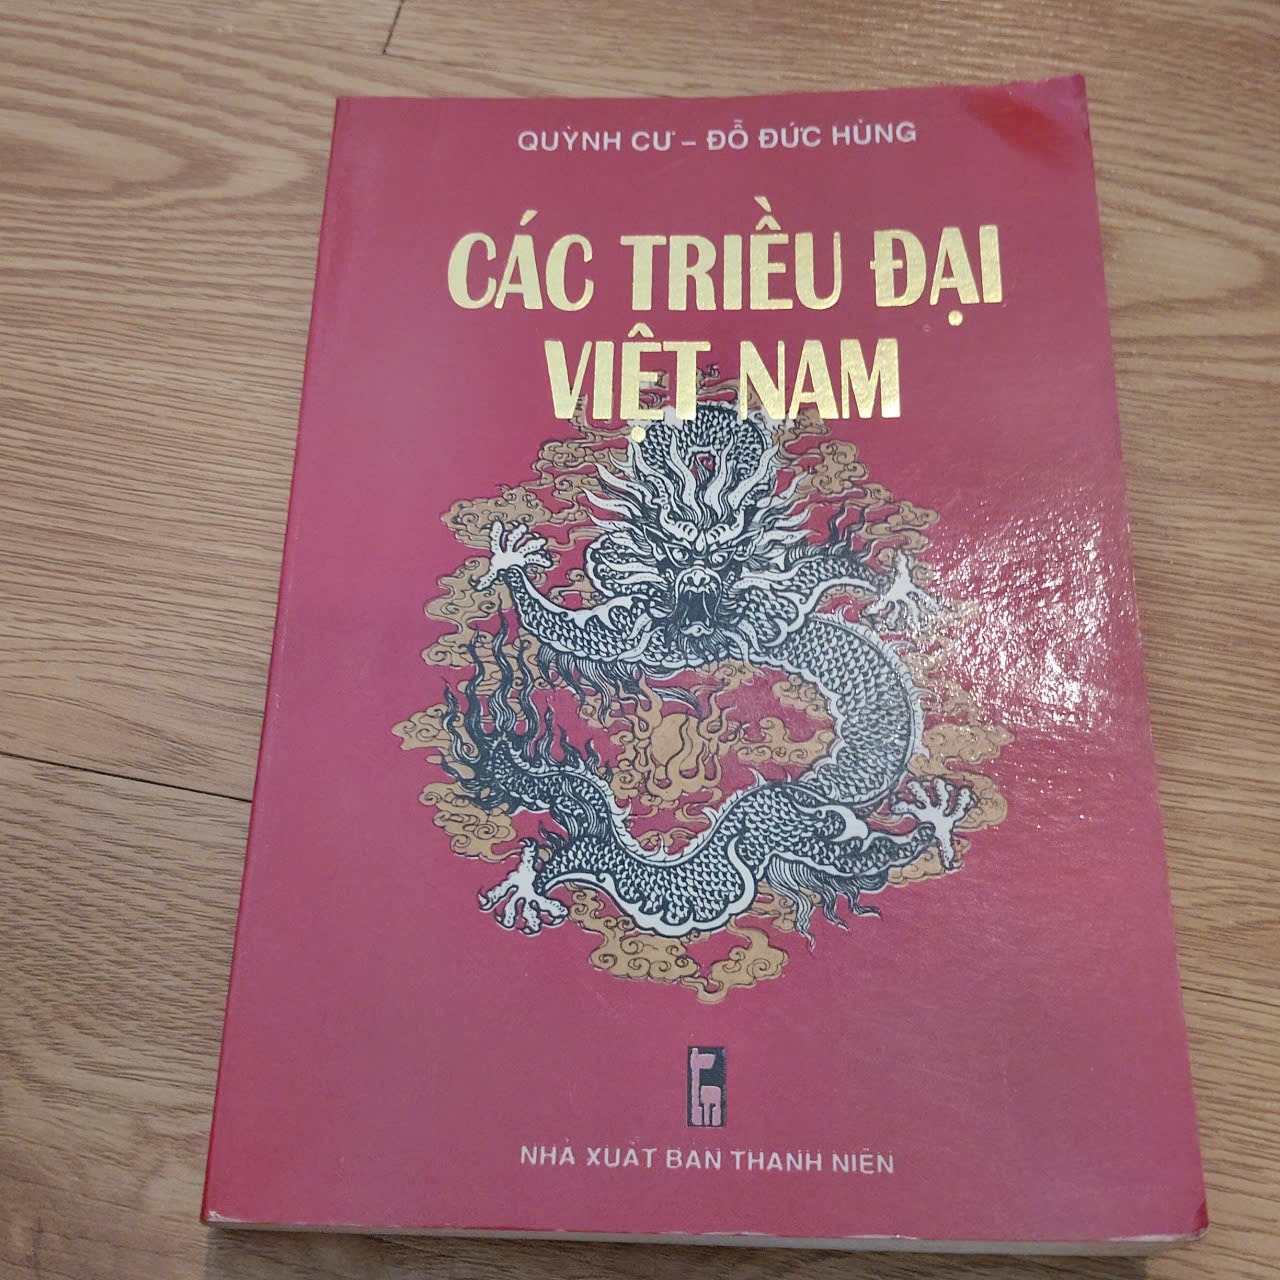 QUỲNH CƯ – ĐỖ ĐỨC HÙNG
CÁC TRIỀU ĐẠI
VIỆT NAM
NHÀ XUẤT BẢN THANH NIÊN